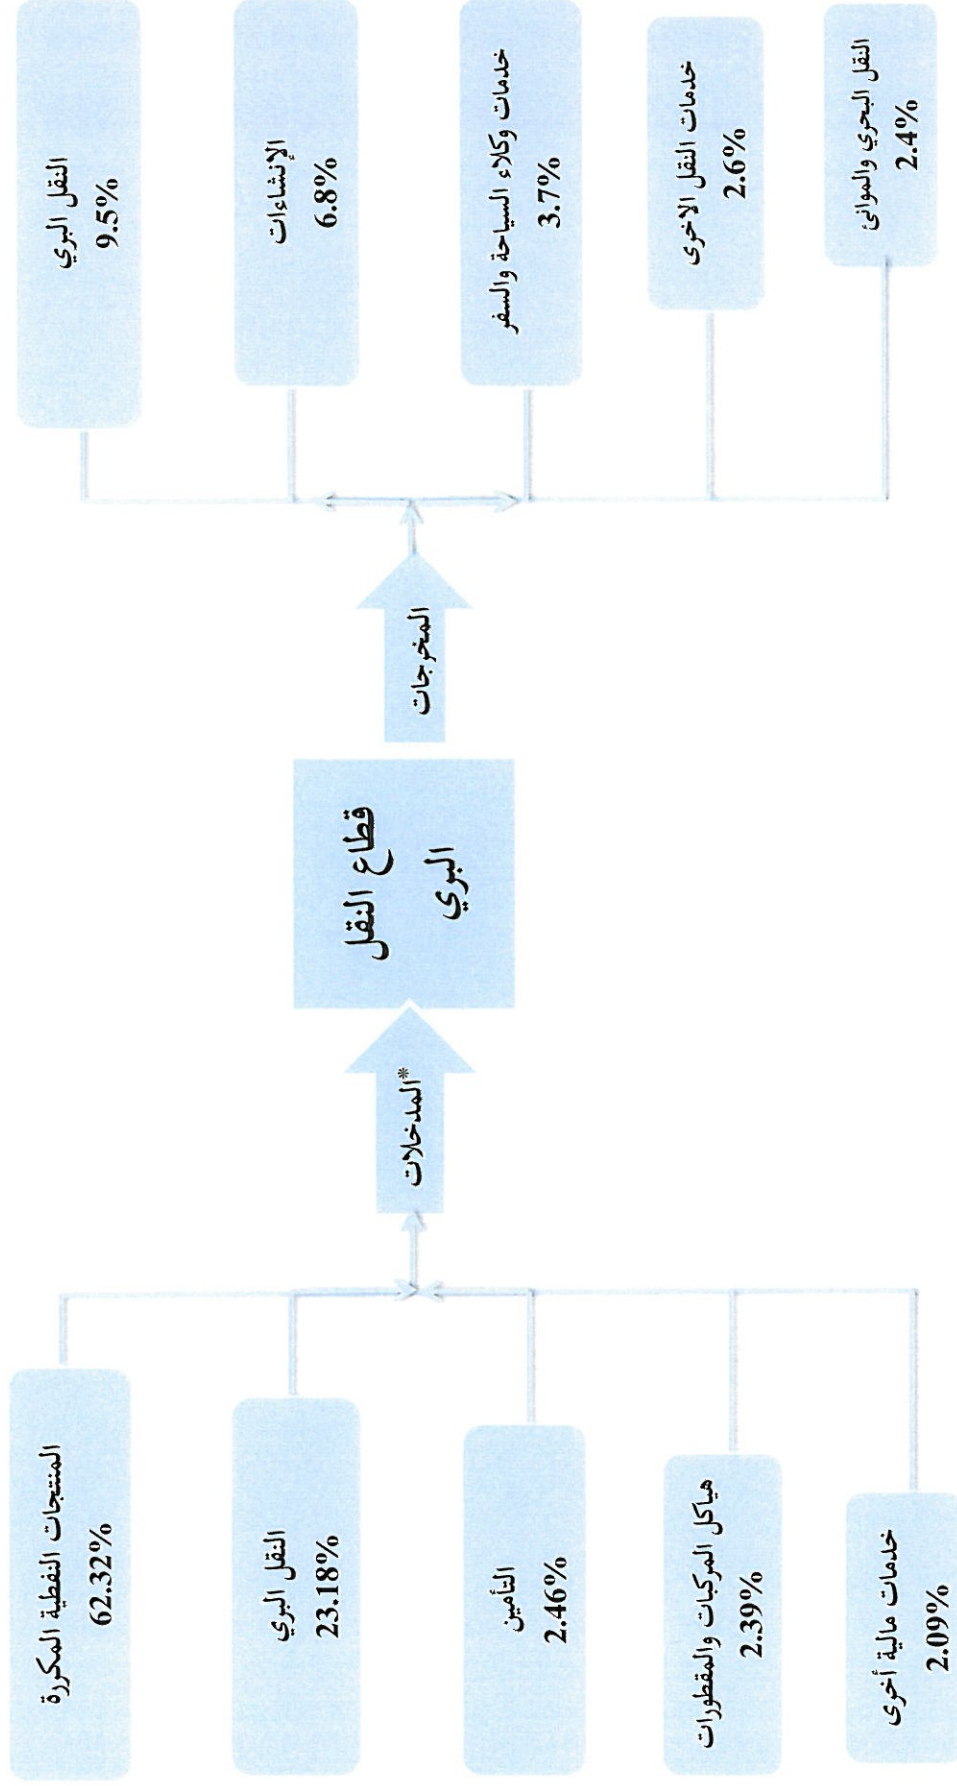 المنتجات النفطية المكررة
62.32%
النقل البري
23.18%
التأمين
2.46%
هياكل المركبات والمقطورات
2.39%
خدمات مالية أخرى
2.09%
المدخلات*
قطاع النقل
البري
المخرجات
النقل البري
9.5%
الإنشاءات
6.8%
خدمات وكلاء السياحة والسفر
3.7%
خدمات النقل الاخرى
2.6%
النقل البحري والموانئ
2.4%